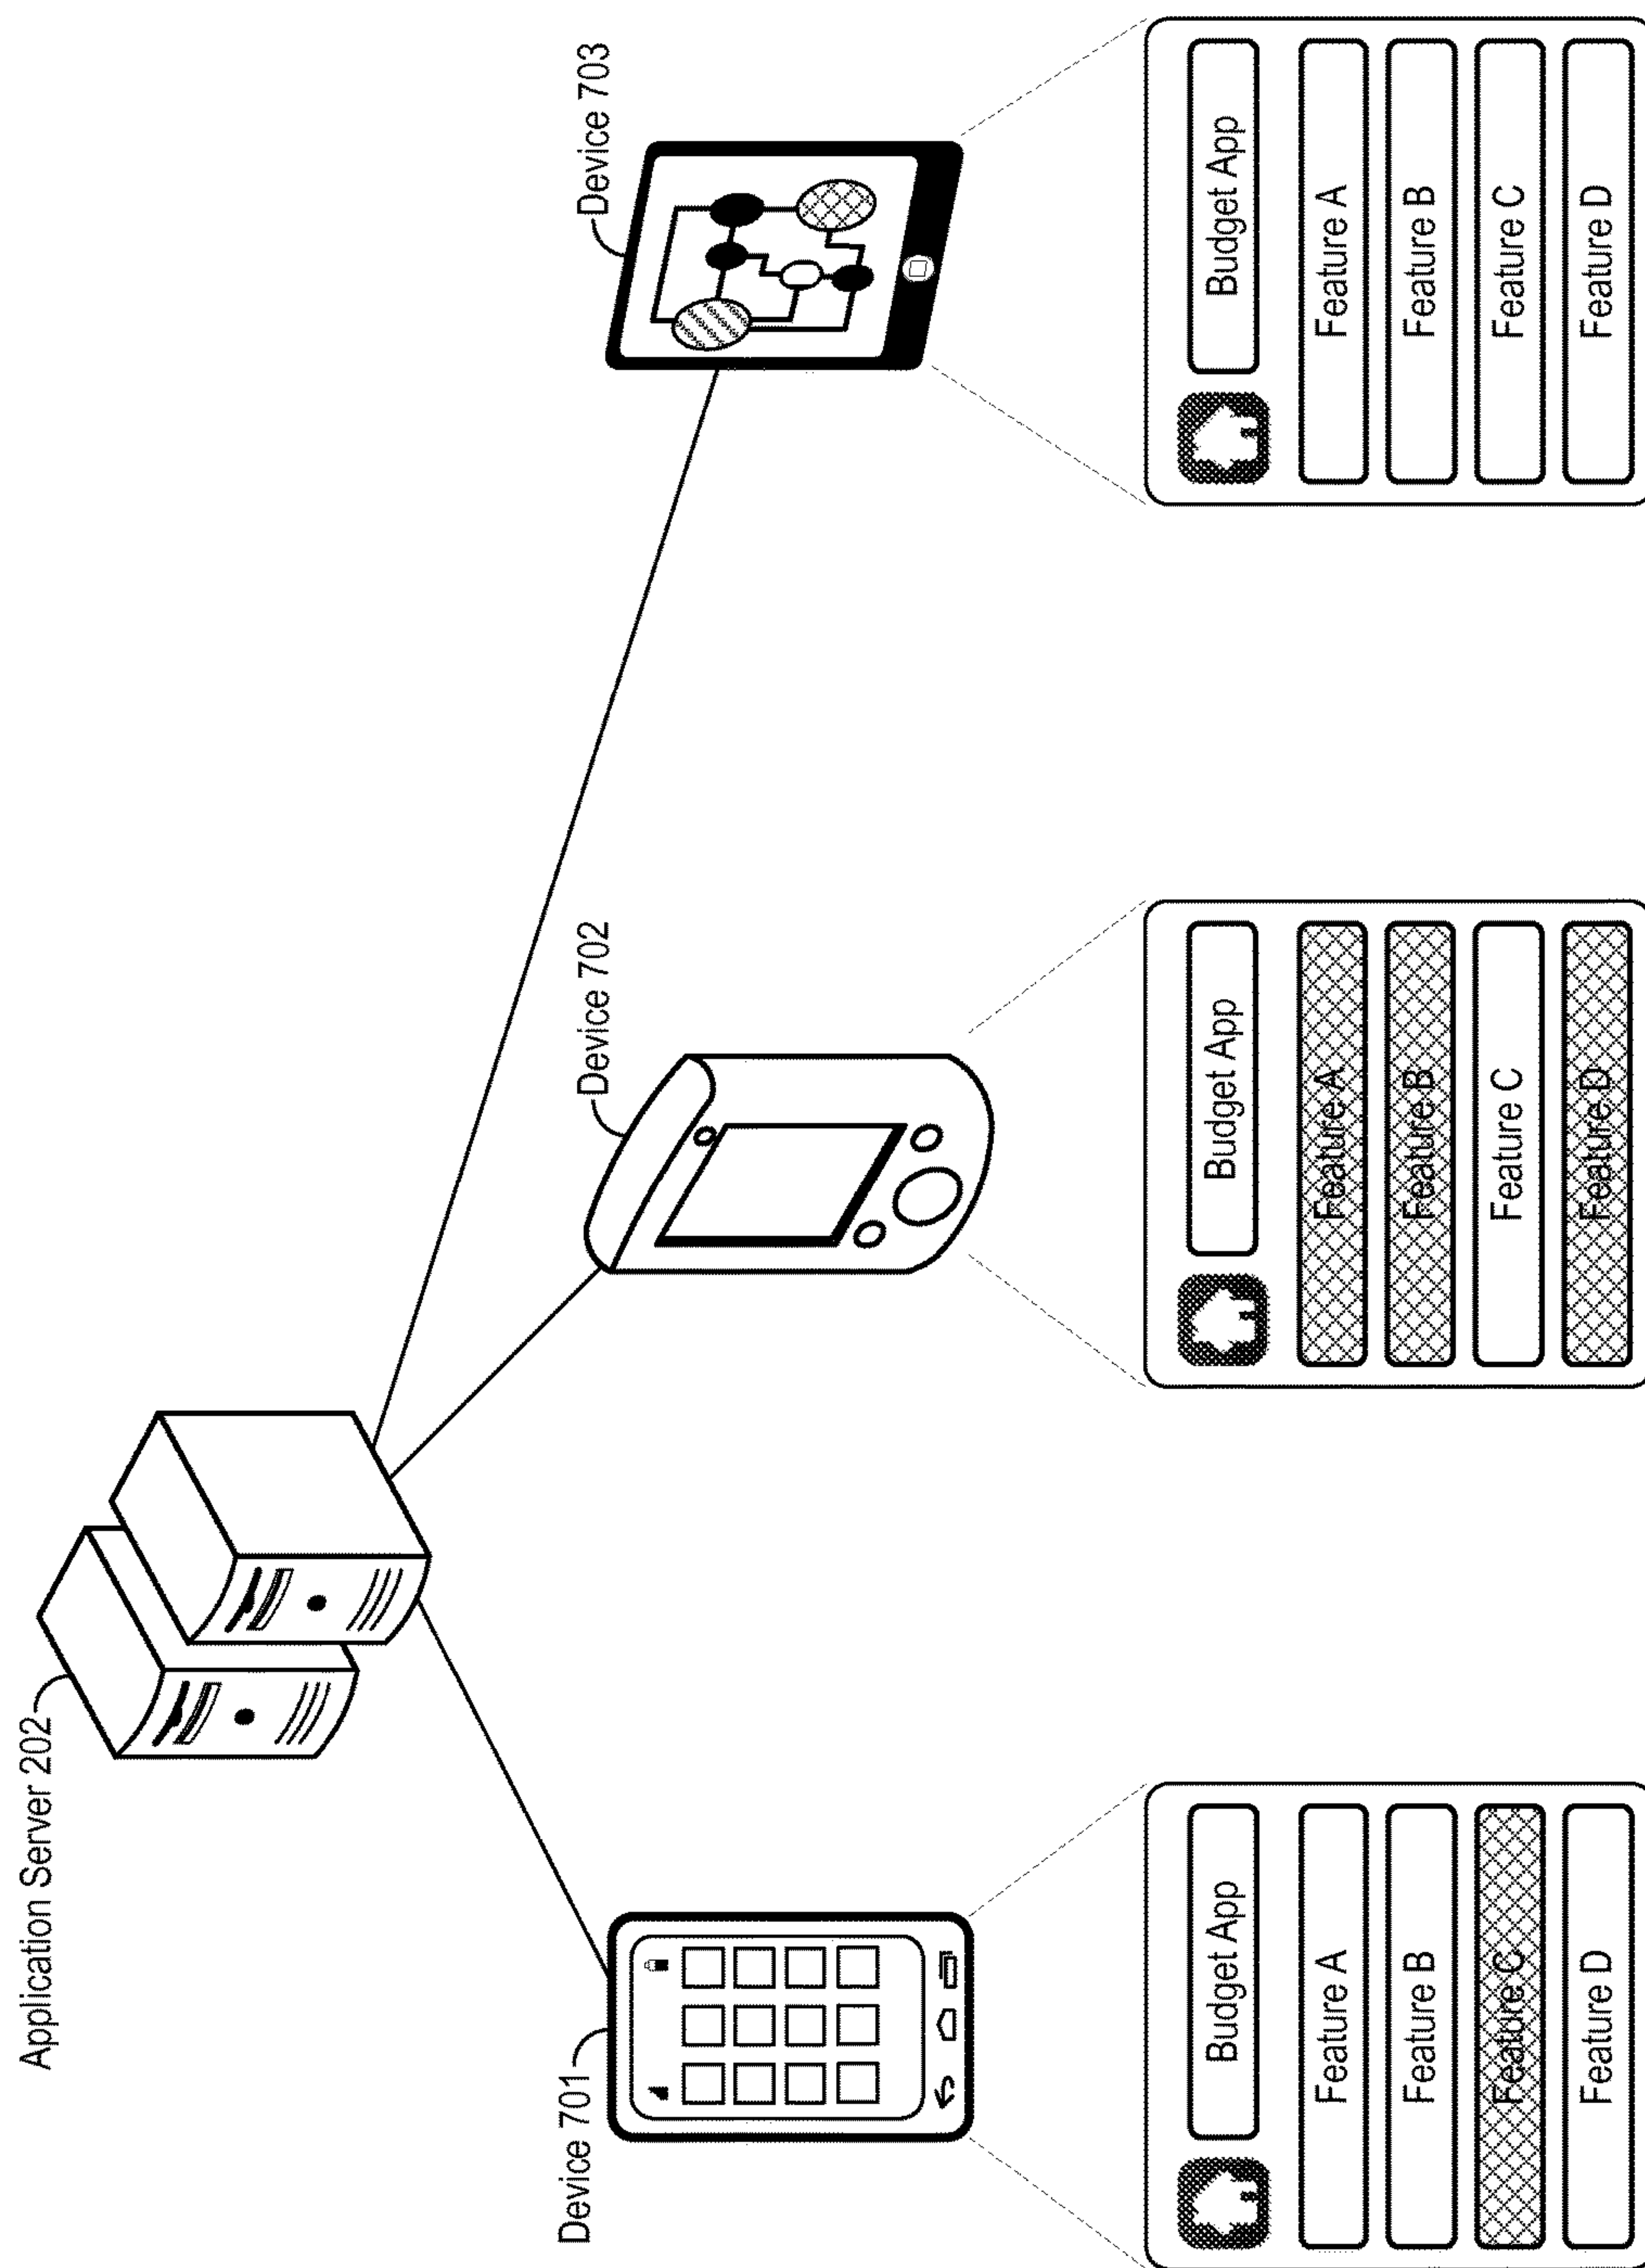 Application Server 202
Device 701
Device 702
Device 703
Budget App
Feature A
Feature B
Feature C
Feature D
Budget App
Feature A
Feature B
Feature C
Feature D
Budget App
Feature A
Feature B
Feature C
Feature D